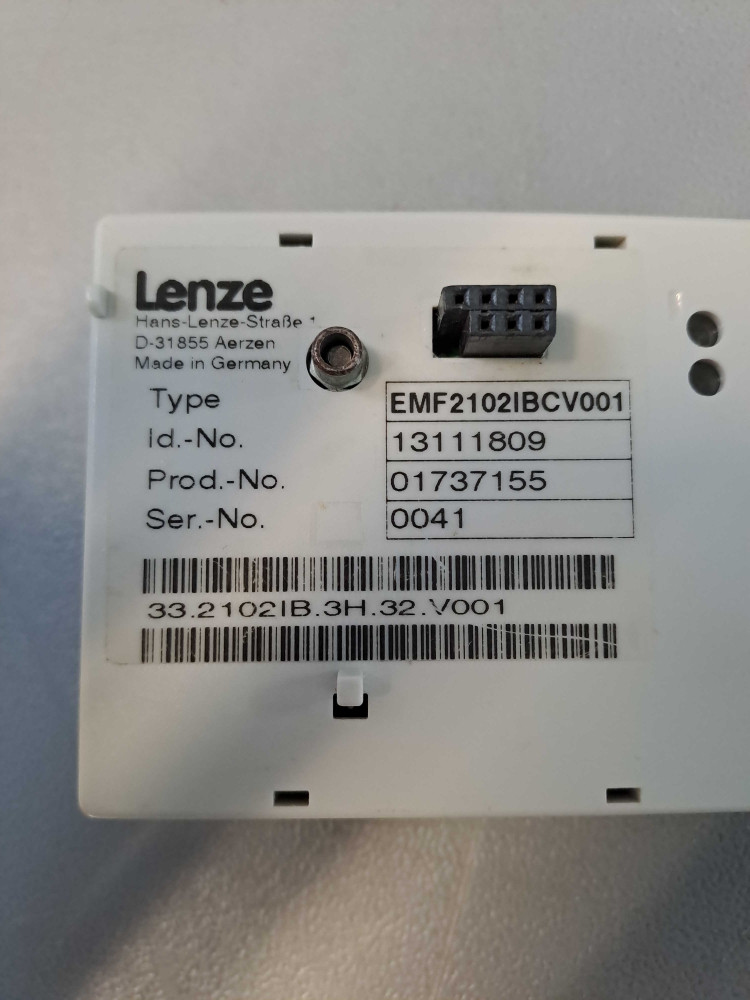 Lenze
Hans-Lenze-Straße 1
D-31855 Aerzen
Made in Germany
Type EMF2102IBCV001
Id.-No. 13111809
Prod.-No. 01737155
Ser.-No. 0041
33.2102IB.3H.32.V001